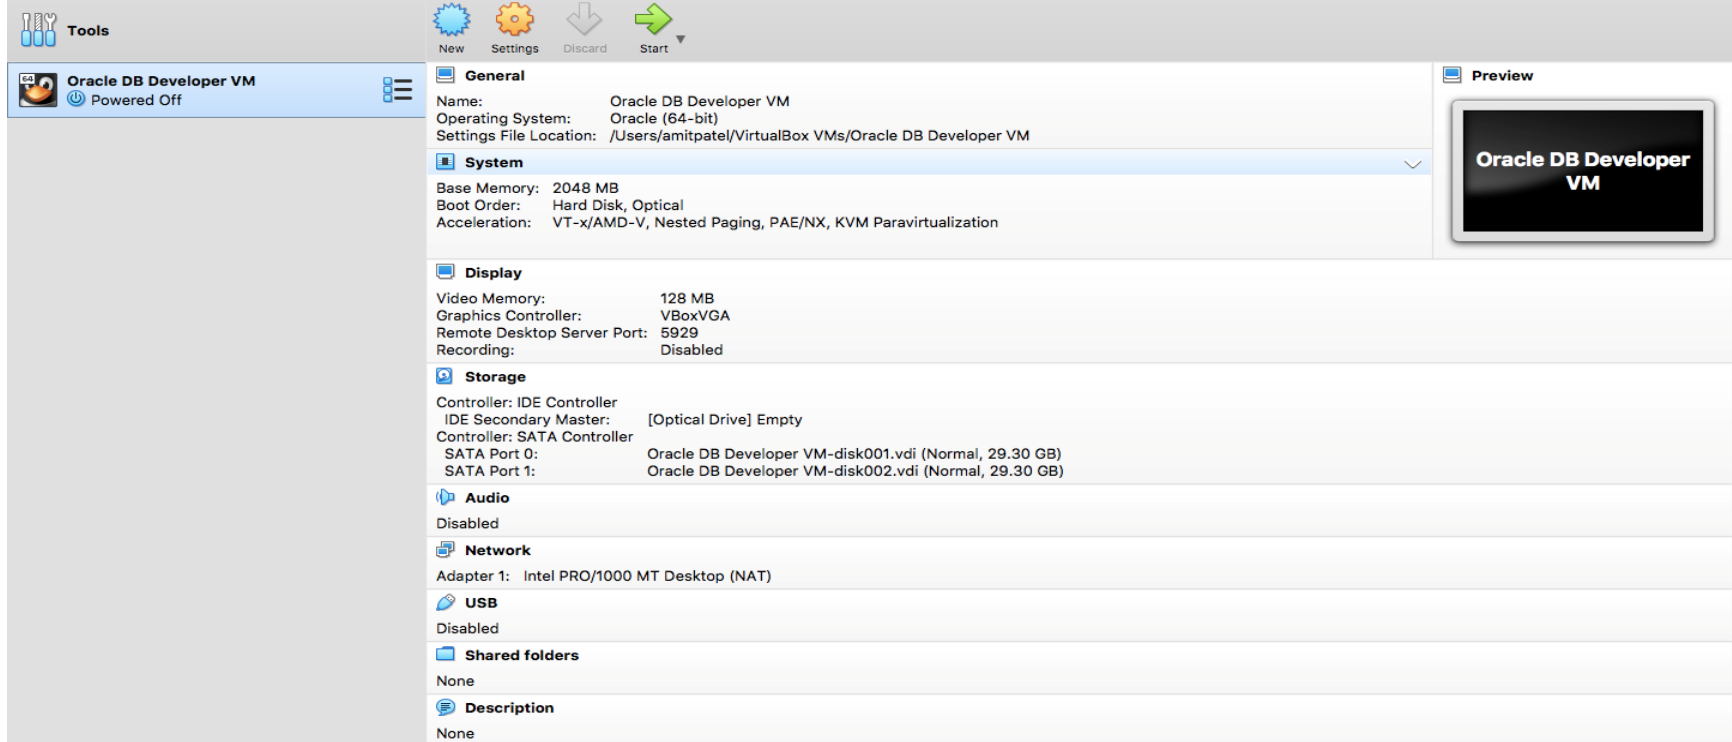 Tools
New Settings Discard Start
64
Oracle DB Developer VM
Powered Off
General
Name: Oracle DB Developer VM
Operating System: Oracle (64-bit)
Settings File Location: /Users/amitpatel/VirtualBox VMs/Oracle DB Developer VM
Preview
Oracle DB Developer
VM
System
Base Memory: 2048 MB
Boot Order: Hard Disk, Optical
Acceleration: VT-x/AMD-V, Nested Paging, PAE/NX, KVM Paravirtualization
Display
Video Memory: 128 MB
Graphics Controller: VBoxVGA
Remote Desktop Server Port: 5929
Recording: Disabled
Storage
Controller: IDE Controller
IDE Secondary Master: [Optical Drive] Empty
Controller: SATA Controller
SATA Port 0: Oracle DB Developer VM-disk001.vdi (Normal, 29.30 GB)
SATA Port 1: Oracle DB Developer VM-disk002.vdi (Normal, 29.30 GB)
Audio
Disabled
Network
Adapter 1: Intel PRO/1000 MT Desktop (NAT)
USB
Disabled
Shared folders
None
Description
None